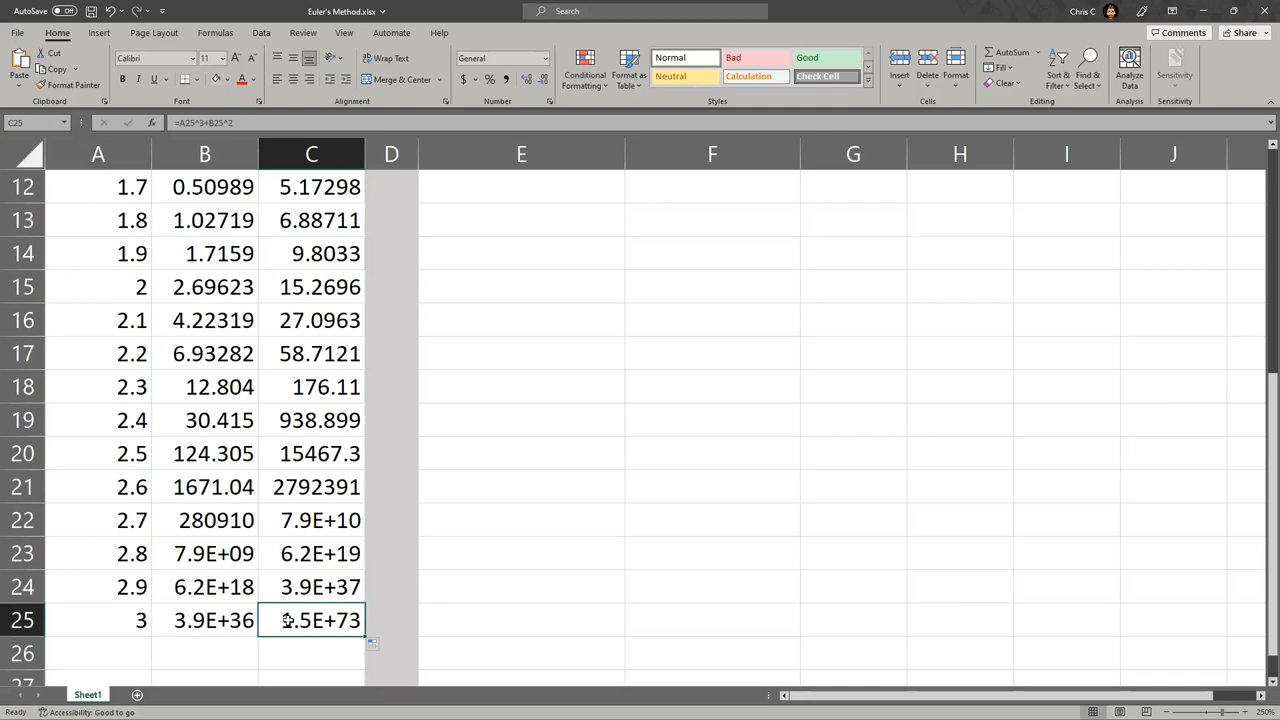 AutoSave Off Euler's Method.xlsx Search Chris C
File Home Insert Page Layout Formulas Data Review View Automate Help Comments Share
Paste Cut Copy Format Painter Calibri 11 Wrap Text General Conditional Formatting Format as Table Normal Bad Good Insert Delete Format AutoSum Fill Clear Sort & Filter Find & Select Analyze Data Sensitivity
B I U A Merge & Center $ % Neutral Calculation Check Cell
Clipboard Font Alignment Number Styles Cells Editing Analysis Sensitivity
C25 fx =A25^3+B25^2
A B C D E F G H I J
12 1.7 0.50989 5.17298
13 1.8 1.02719 6.88711
14 1.9 1.7159 9.8033
15 2 2.69623 15.2696
16 2.1 4.22319 27.0963
17 2.2 6.93282 58.7121
18 2.3 12.804 176.11
19 2.4 30.415 938.899
20 2.5 124.305 15467.3
21 2.6 1671.04 2792391
22 2.7 280910 7.9E+10
23 2.8 7.9E+09 6.2E+19
24 2.9 6.2E+18 3.9E+37
25 3 3.9E+36
26
27
Sheet1
Ready Accessibility: Good to go 250%